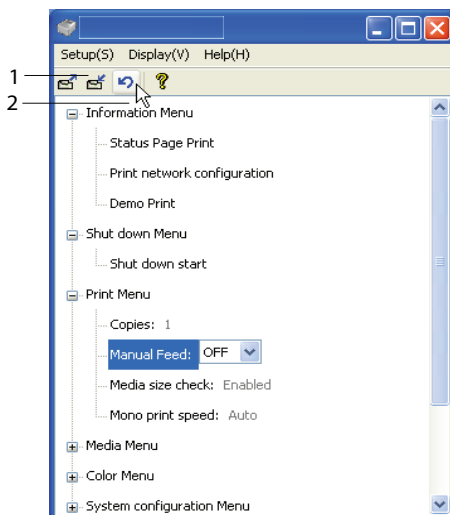 Setup(S) Display(V) Help(H)
1
2
Information Menu
Status Page Print
Print network configuration
Demo Print
Shut down Menu
Shut down start
Print Menu
Copies: 1
Manual Feed: OFF
Media size check: Enabled
Mono print speed: Auto
Media Menu
Color Menu
System configuration Menu